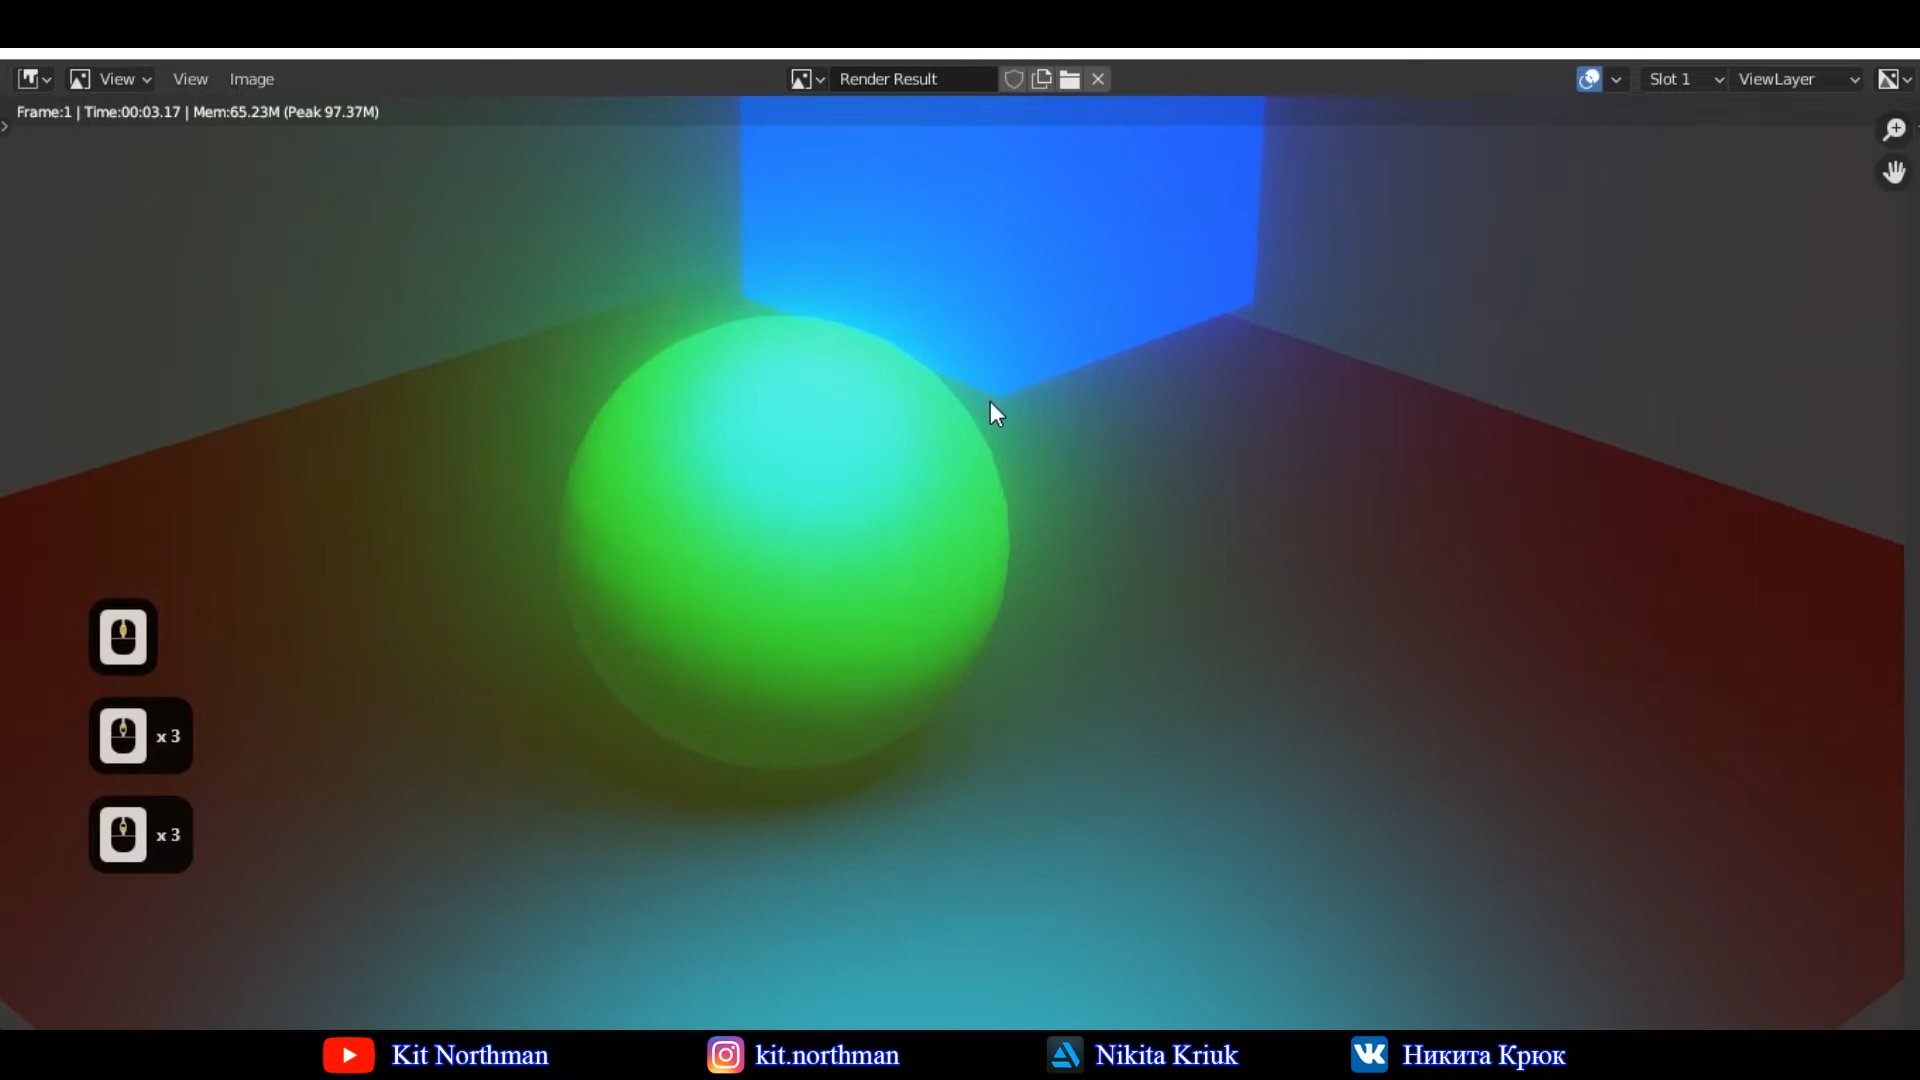 View View Image Render Result Slot 1 ViewLayer
Frame:1 | Time:00:03.17 | Mem:65.23M (Peak 97.37M)
x 3
x 3
Kit Northman kit.northman Nikita Kriuk Никита Крюк